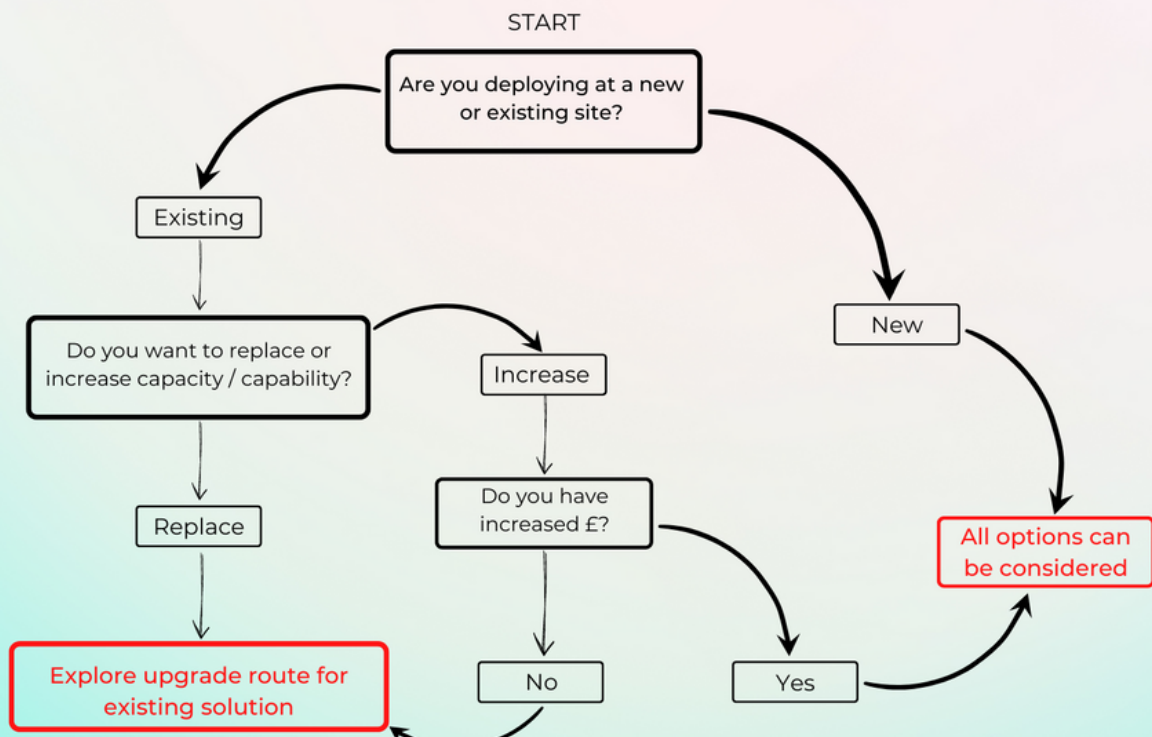 START
Are you deploying at a new
or existing site?
Existing
New
Do you want to replace or
increase capacity / capability?
Increase
Do you have
increased £?
Replace
All options can
be considered
Explore upgrade route for
existing solution
No
Yes